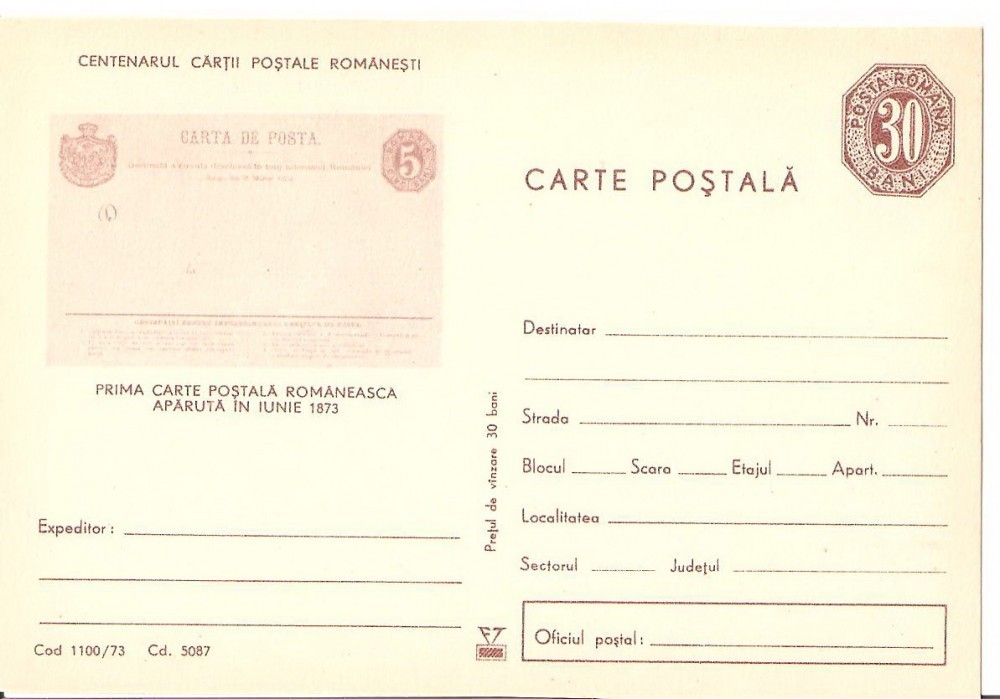 CENTENARUL CĂRŢII POŞTALE ROMÂNEŞTI
CARTA DE POSTA.
5
PRIMA CARTE POŞTALĂ ROMÂNEASCA
APĂRUTĂ ÎN IUNIE 1873
Expeditor :
Cod 1100/73 Cd. 5087
Preţul de vînzare 30 bani
POSTA ROMANA
30
BANI
CARTE POŞTALĂ
Destinatar
Strada Nr.
Blocul Scara Etajul Apart.
Localitatea
Sectorul Judeţul
Oficiul poştal :